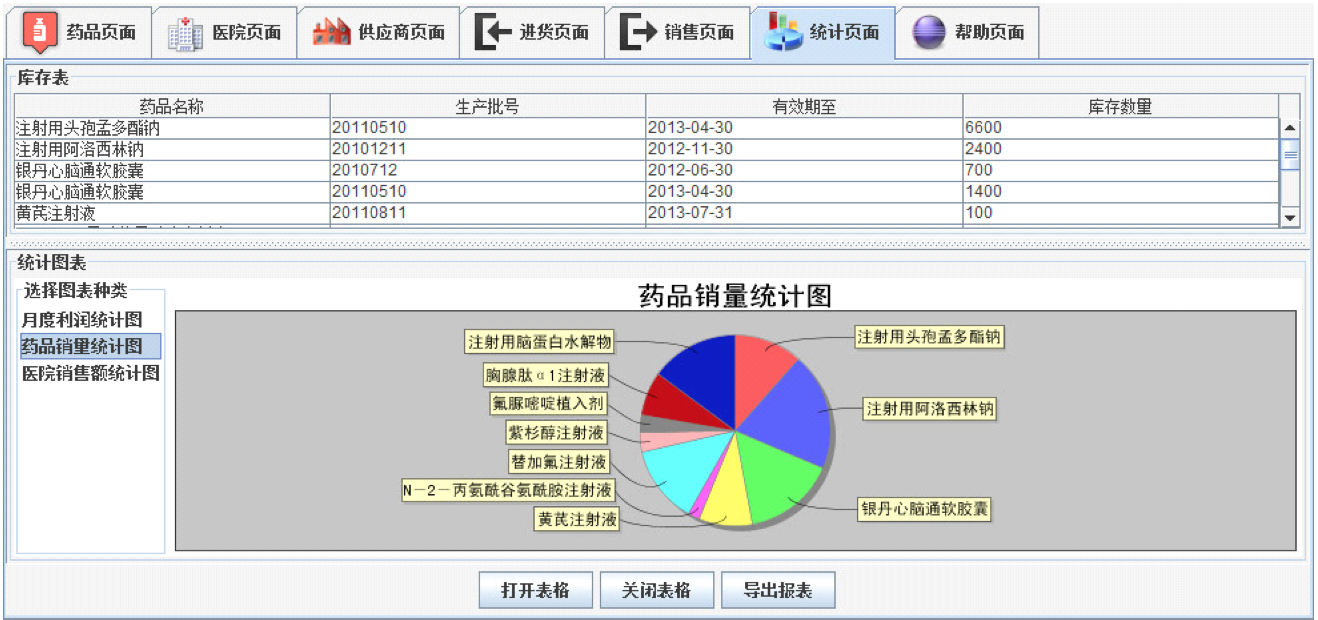 药品页面 医院页面 供应商页面 进货页面 销售页面 统计页面 帮助页面
库存表
药品名称 生产批号 有效期至 库存数量
注射用头孢孟多酯钠 20110510 2013-04-30 6600
注射用阿洛西林钠 20101211 2012-11-30 2400
银丹心脑通软胶囊 2010712 2012-06-30 700
银丹心脑通软胶囊 20110510 2013-04-30 1400
黄芪注射液 20110811 2013-07-31 100
统计图表
选择图表种类
月度利润统计图
药品销量统计图
医院销售额统计图
药品销量统计图
注射用脑蛋白水解物
注射用头孢孟多酯钠
胸腺肽α1注射液
氟脲嘧啶植入剂
注射用阿洛西林钠
紫杉醇注射液
替加氟注射液
N－2－丙氨酰谷氨酰胺注射液
银丹心脑通软胶囊
黄芪注射液
打开表格 关闭表格 导出报表